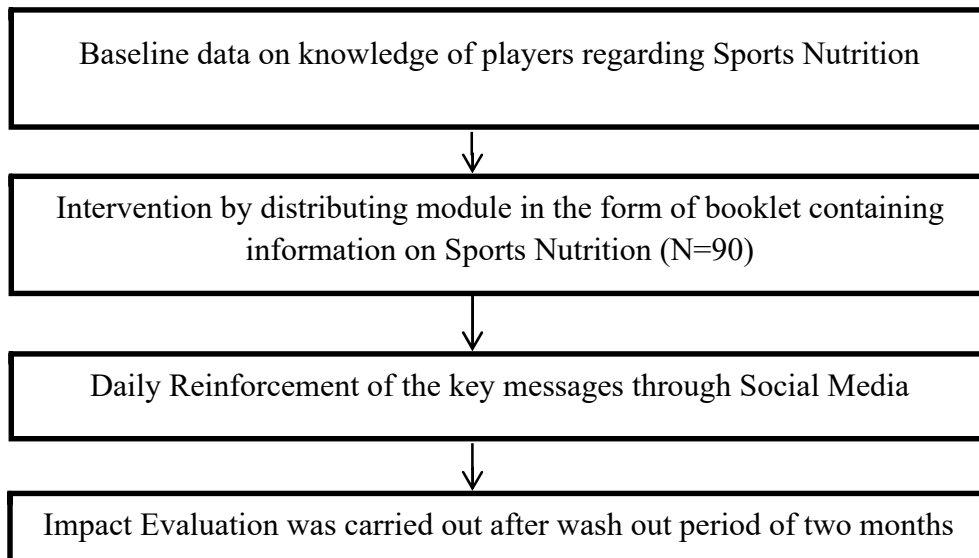 Baseline data on knowledge of players regarding Sports Nutrition
Intervention by distributing module in the form of booklet containing
information on Sports Nutrition (N=90)
Daily Reinforcement of the key messages through Social Media
Impact Evaluation was carried out after wash out period of two months